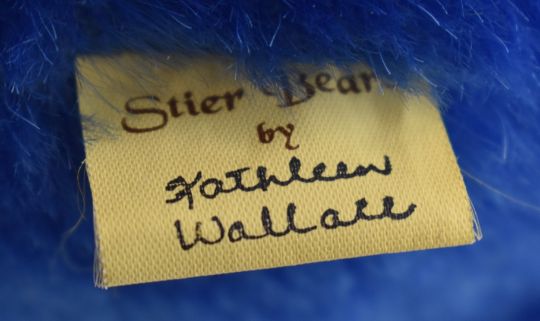 Stier Bear
by
Kathleen
Wallace